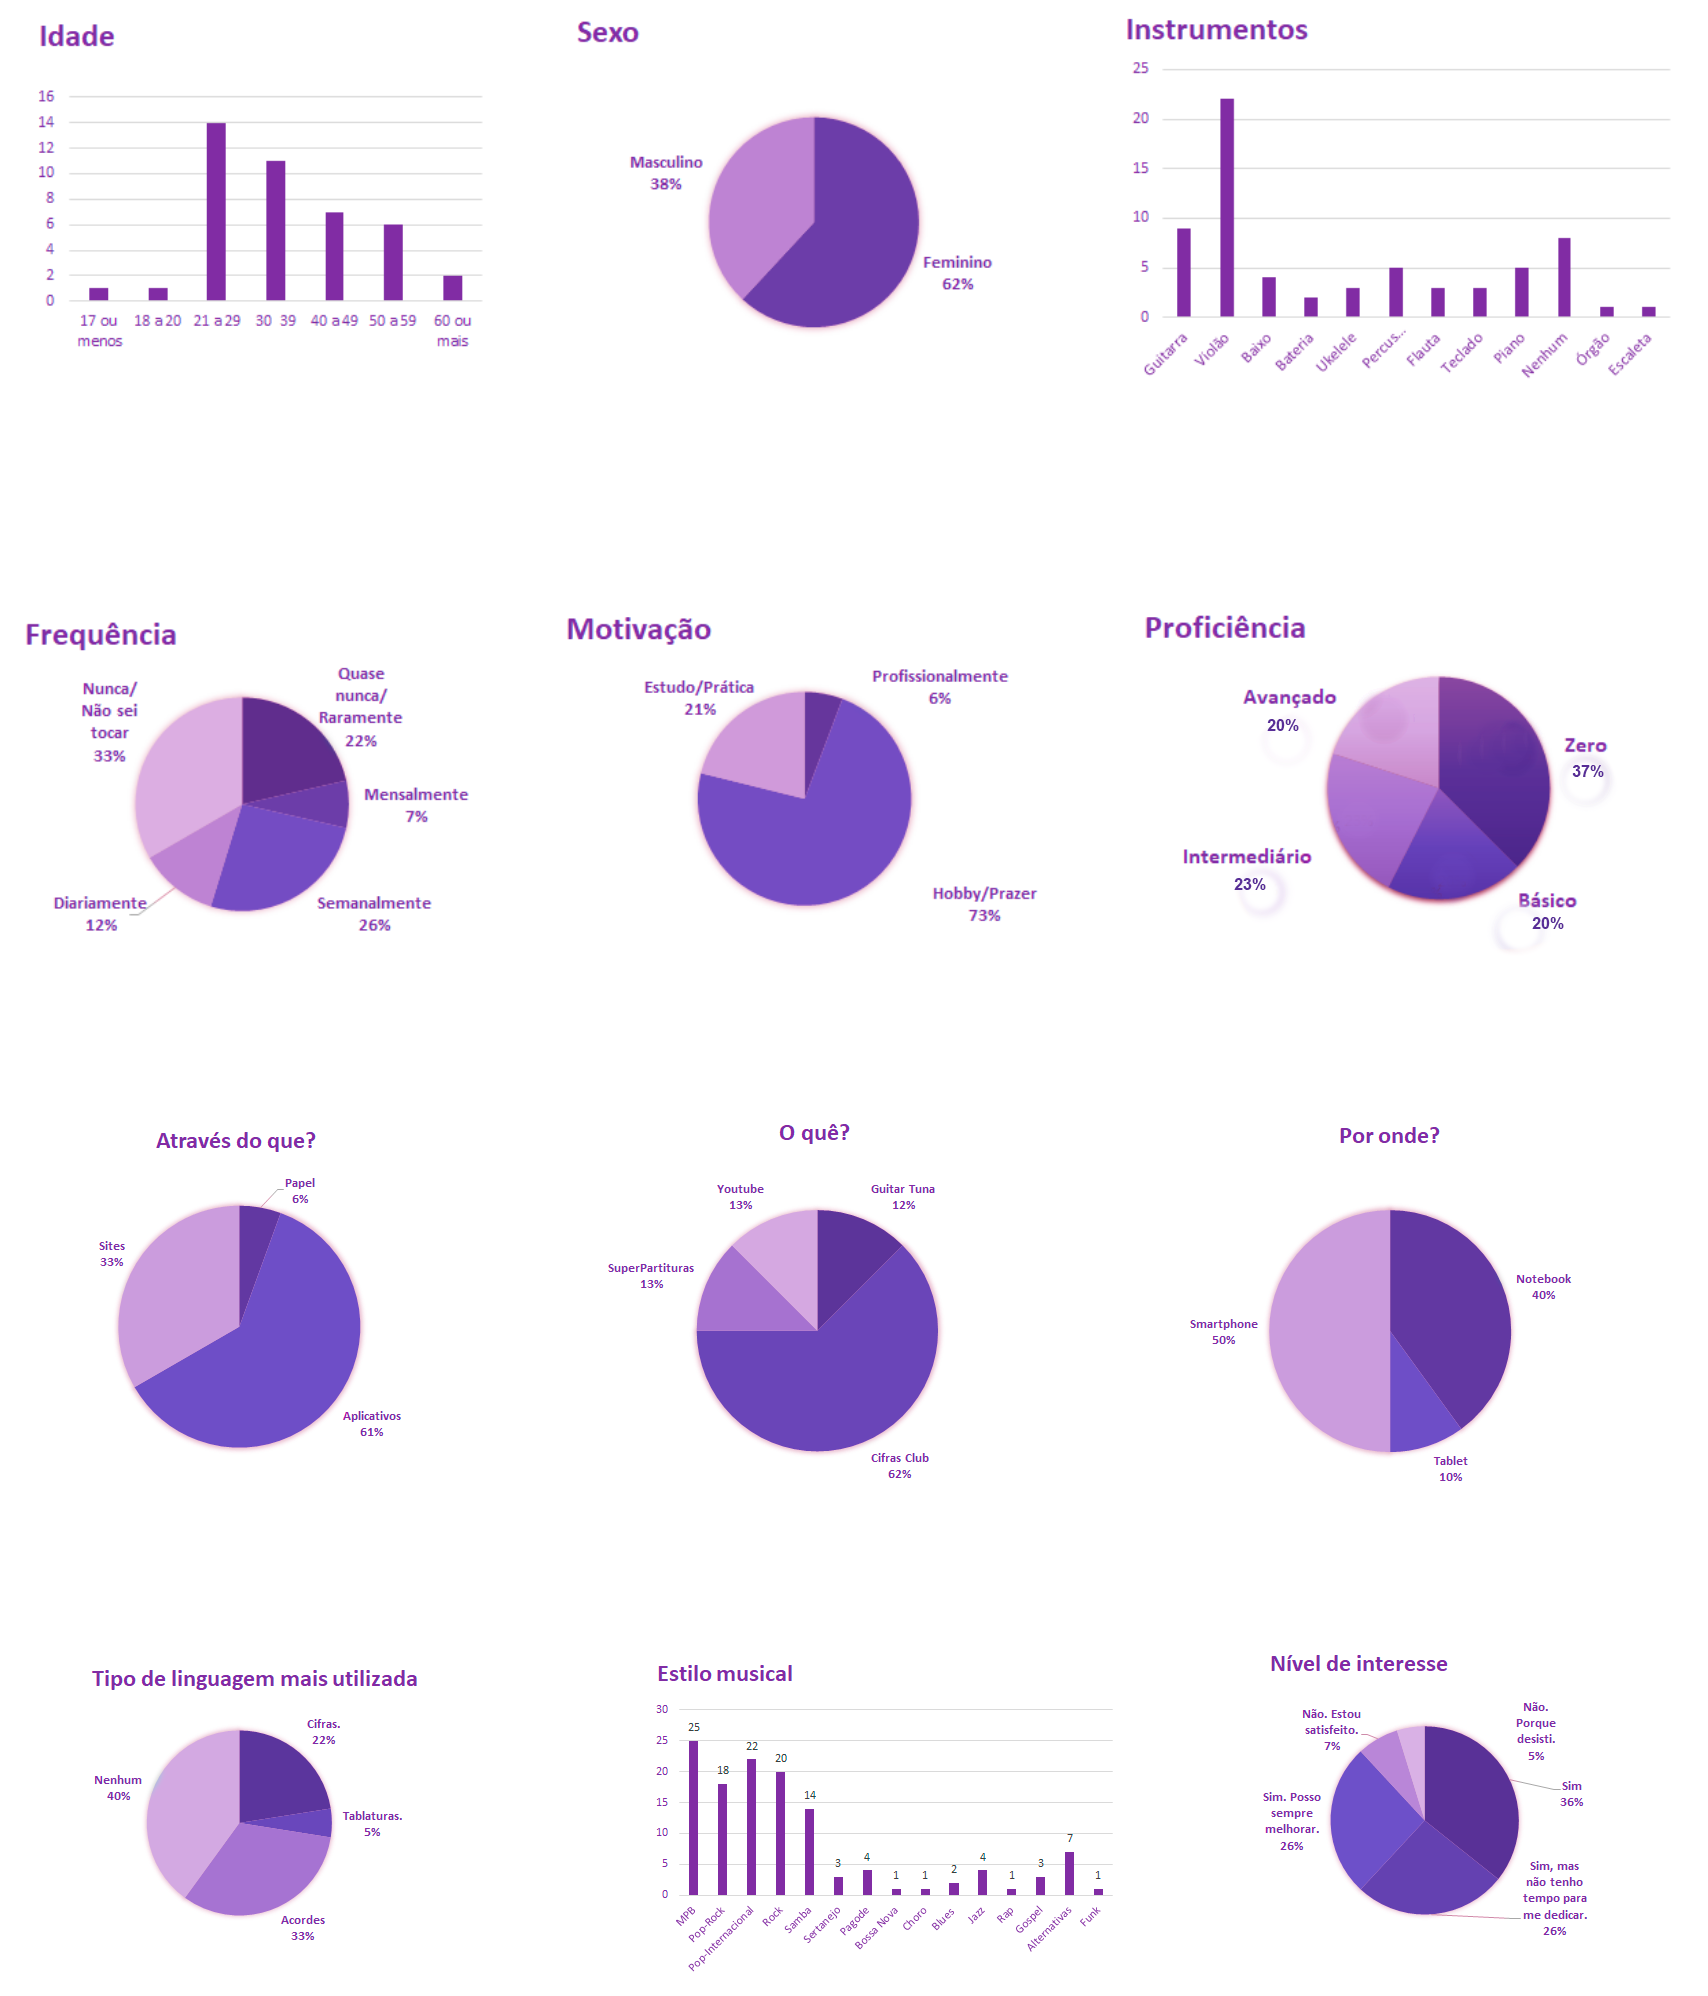 Idade
16
14
12
10
8
6
4
2
0
17 ou
menos
18 a 20
21 a 29
30 39
40 a 49
50 a 59
60 ou
mais
Sexo
Masculino
38%
Feminino
62%
Instrumentos
25
20
15
10
5
0
Guitarra
Violão
Baixo
Bateria
Ukelele
Percus...
Flauta
Teclado
Piano
Nenhum
Órgão
Escaleta
Frequência
Nunca/
Não sei
tocar
33%
Quase
nunca/
Raramente
22%
Mensalmente
7%
Diariamente
12%
Semanalmente
26%
Motivação
Estudo/Prática
21%
Profissionalmente
6%
Hobby/Prazer
73%
Proficiência
Avançado
20%
Zero
37%
Intermediário
23%
Básico
20%
Através do que?
Papel
6%
Sites
33%
Aplicativos
61%
O quê?
Youtube
13%
Guitar Tuna
12%
SuperPartituras
13%
Cifras Club
62%
Por onde?
Notebook
40%
Smartphone
50%
Tablet
10%
Tipo de linguagem mais utilizada
Cifras.
22%
Nenhum
40%
Tablaturas.
5%
Acordes
33%
Estilo musical
30
25
20
15
10
5
0
25
18
22
20
14
3
4
1
1
2
4
1
3
7
1
MPB
Pop-Rock
Pop-Internacional
Rock
Samba
Sertanejo
Pagode
Bossa Nova
Choro
Blues
Jazz
Rap
Gospel
Alternativas
Funk
Nível de interesse
Não. Estou
satisfeito.
7%
Não.
Porque
desisti.
5%
Sim
36%
Sim. Posso
sempre
melhorar.
26%
Sim, mas
não tenho
tempo para
me dedicar.
26%